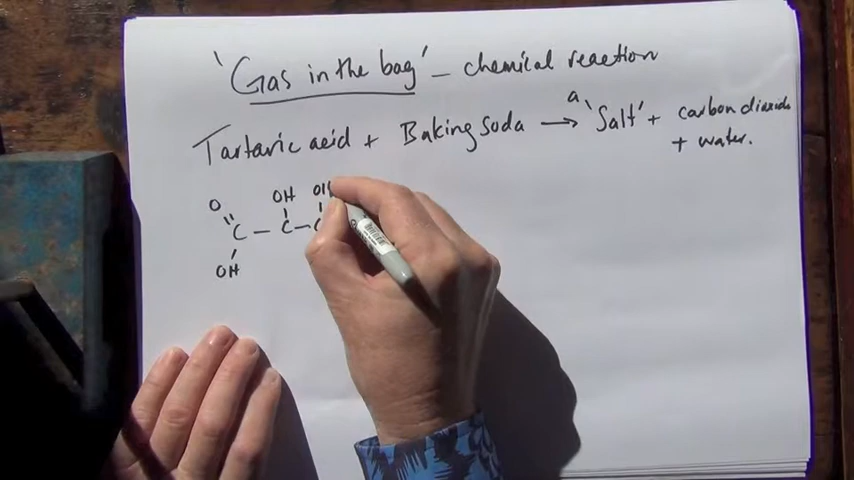 'Gas in the bag' - chemical reaction
Tartaric acid + Baking Soda → a 'Salt' + carbon dioxide
+ water.
O OH OH
C - C - C
OH